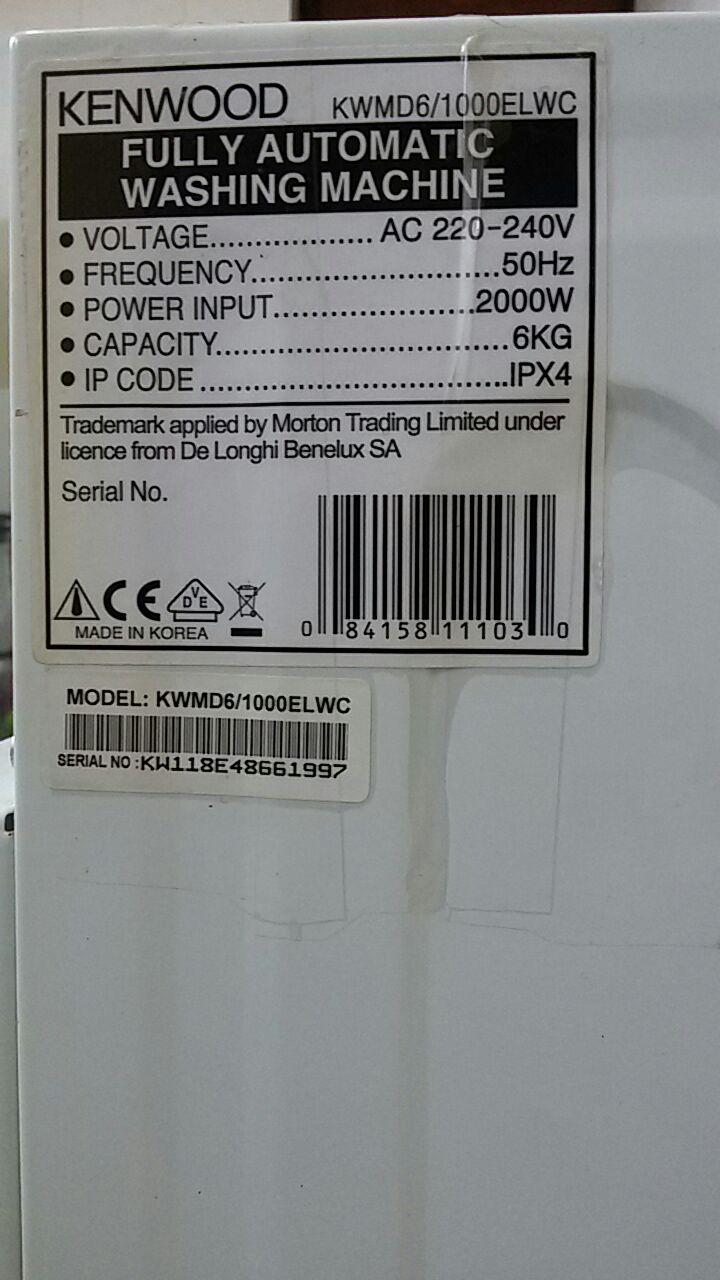 KENWOOD KWMD6/1000ELWC
FULLY AUTOMATIC
WASHING MACHINE
● VOLTAGE.................. AC 220-240V
● FREQUENCY...........................50Hz
● POWER INPUT......................2000W
● CAPACITY................................6KG
● IP CODE ..................................IPX4
Trademark applied by Morton Trading Limited under
licence from De Longhi Benelux SA
Serial No.
CE DVE
MADE IN KOREA
0 84158 11103 0
MODEL: KWMD6/1000ELWC
SERIAL NO :KW118E48661997